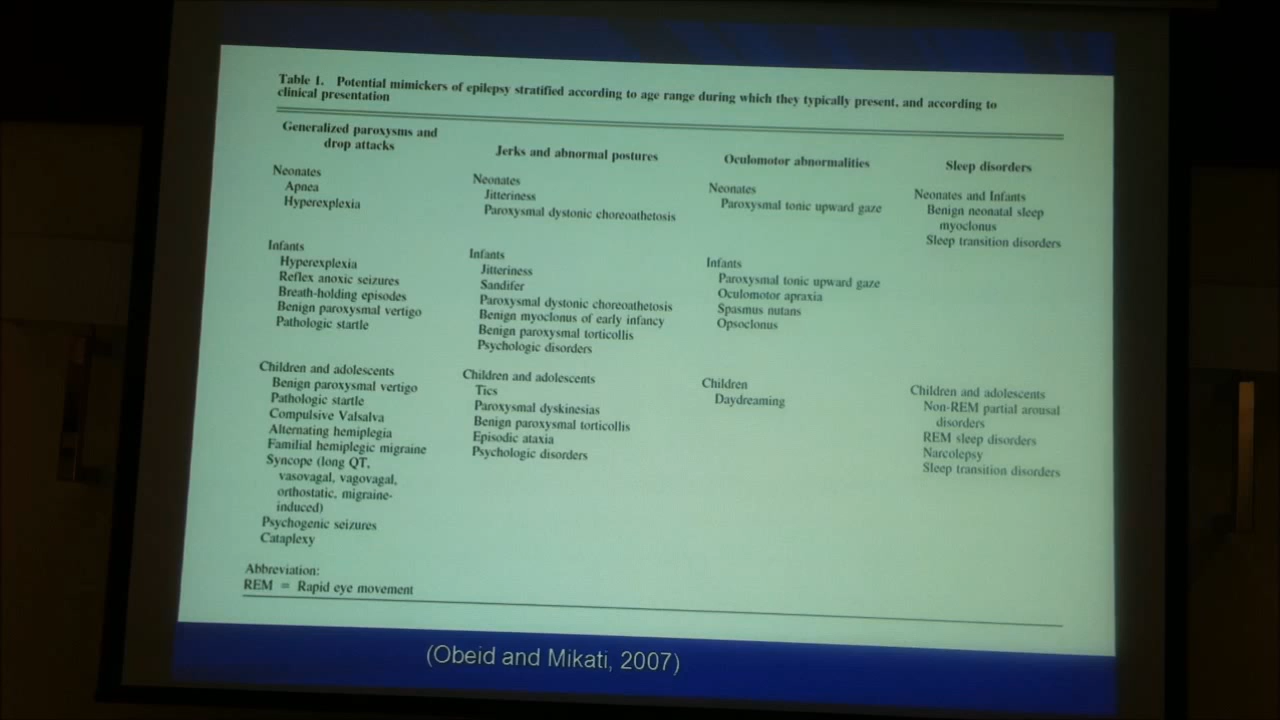 Table 1. Potential mimickers of epilepsy stratified according to age range during which they typically present, and according to
clinical presentation
Generalized paroxysms and
drop attacks
Neonates
Apnea
Hyperexplexia
Infants
Hyperexplexia
Reflex anoxic seizures
Breath-holding episodes
Benign paroxysmal vertigo
Pathologic startle
Children and adolescents
Benign paroxysmal vertigo
Pathologic startle
Compulsive Valsalva
Alternating hemiplegia
Familial hemiplegic migraine
Syncope (long QT,
vasovagal, vagovagal,
orthostatic, migraine-
induced)
Psychogenic seizures
Cataplexy
Jerks and abnormal postures
Neonates
Jitteriness
Paroxysmal dystonic choreoathetosis
Infants
Jitteriness
Sandifer
Paroxysmal dystonic choreoathetosis
Benign myoclonus of early infancy
Benign paroxysmal torticollis
Psychologic disorders
Children and adolescents
Tics
Paroxysmal dyskinesias
Benign paroxysmal torticollis
Episodic ataxia
Psychologic disorders
Oculomotor abnormalities
Neonates
Paroxysmal tonic upward gaze
Infants
Paroxysmal tonic upward gaze
Oculomotor apraxia
Spasmus nutans
Opsoclonus
Children
Daydreaming
Sleep disorders
Neonates and Infants
Benign neonatal sleep
myoclonus
Sleep transition disorders
Children and adolescents
Non-REM partial arousal
disorders
REM sleep disorders
Narcolepsy
Sleep transition disorders
Abbreviation:
REM = Rapid eye movement
(Obeid and Mikati, 2007)